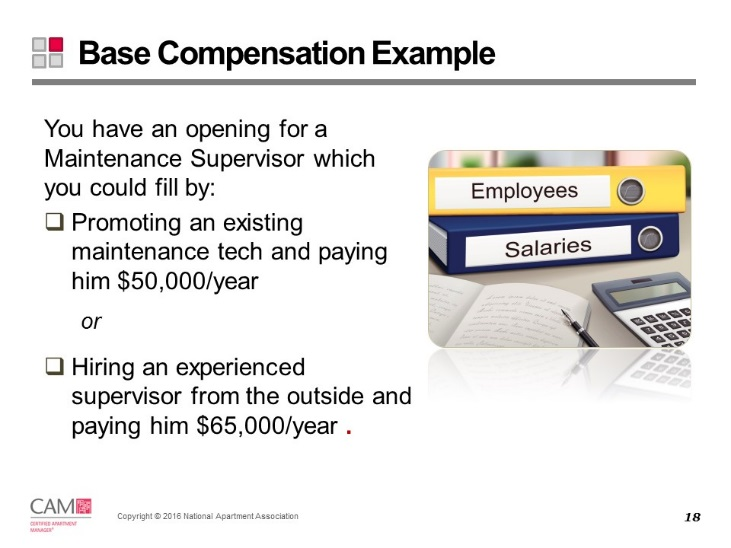 Base Compensation Example
You have an opening for a
Maintenance Supervisor which
you could fill by:
Promoting an existing
maintenance tech and paying
him $50,000/year
or
Hiring an experienced
supervisor from the outside and
paying him $65,000/year .
Employees
Salaries
CAM
CERTIFIED APARTMENT
MANAGER®
Copyright © 2016 National Apartment Association
18